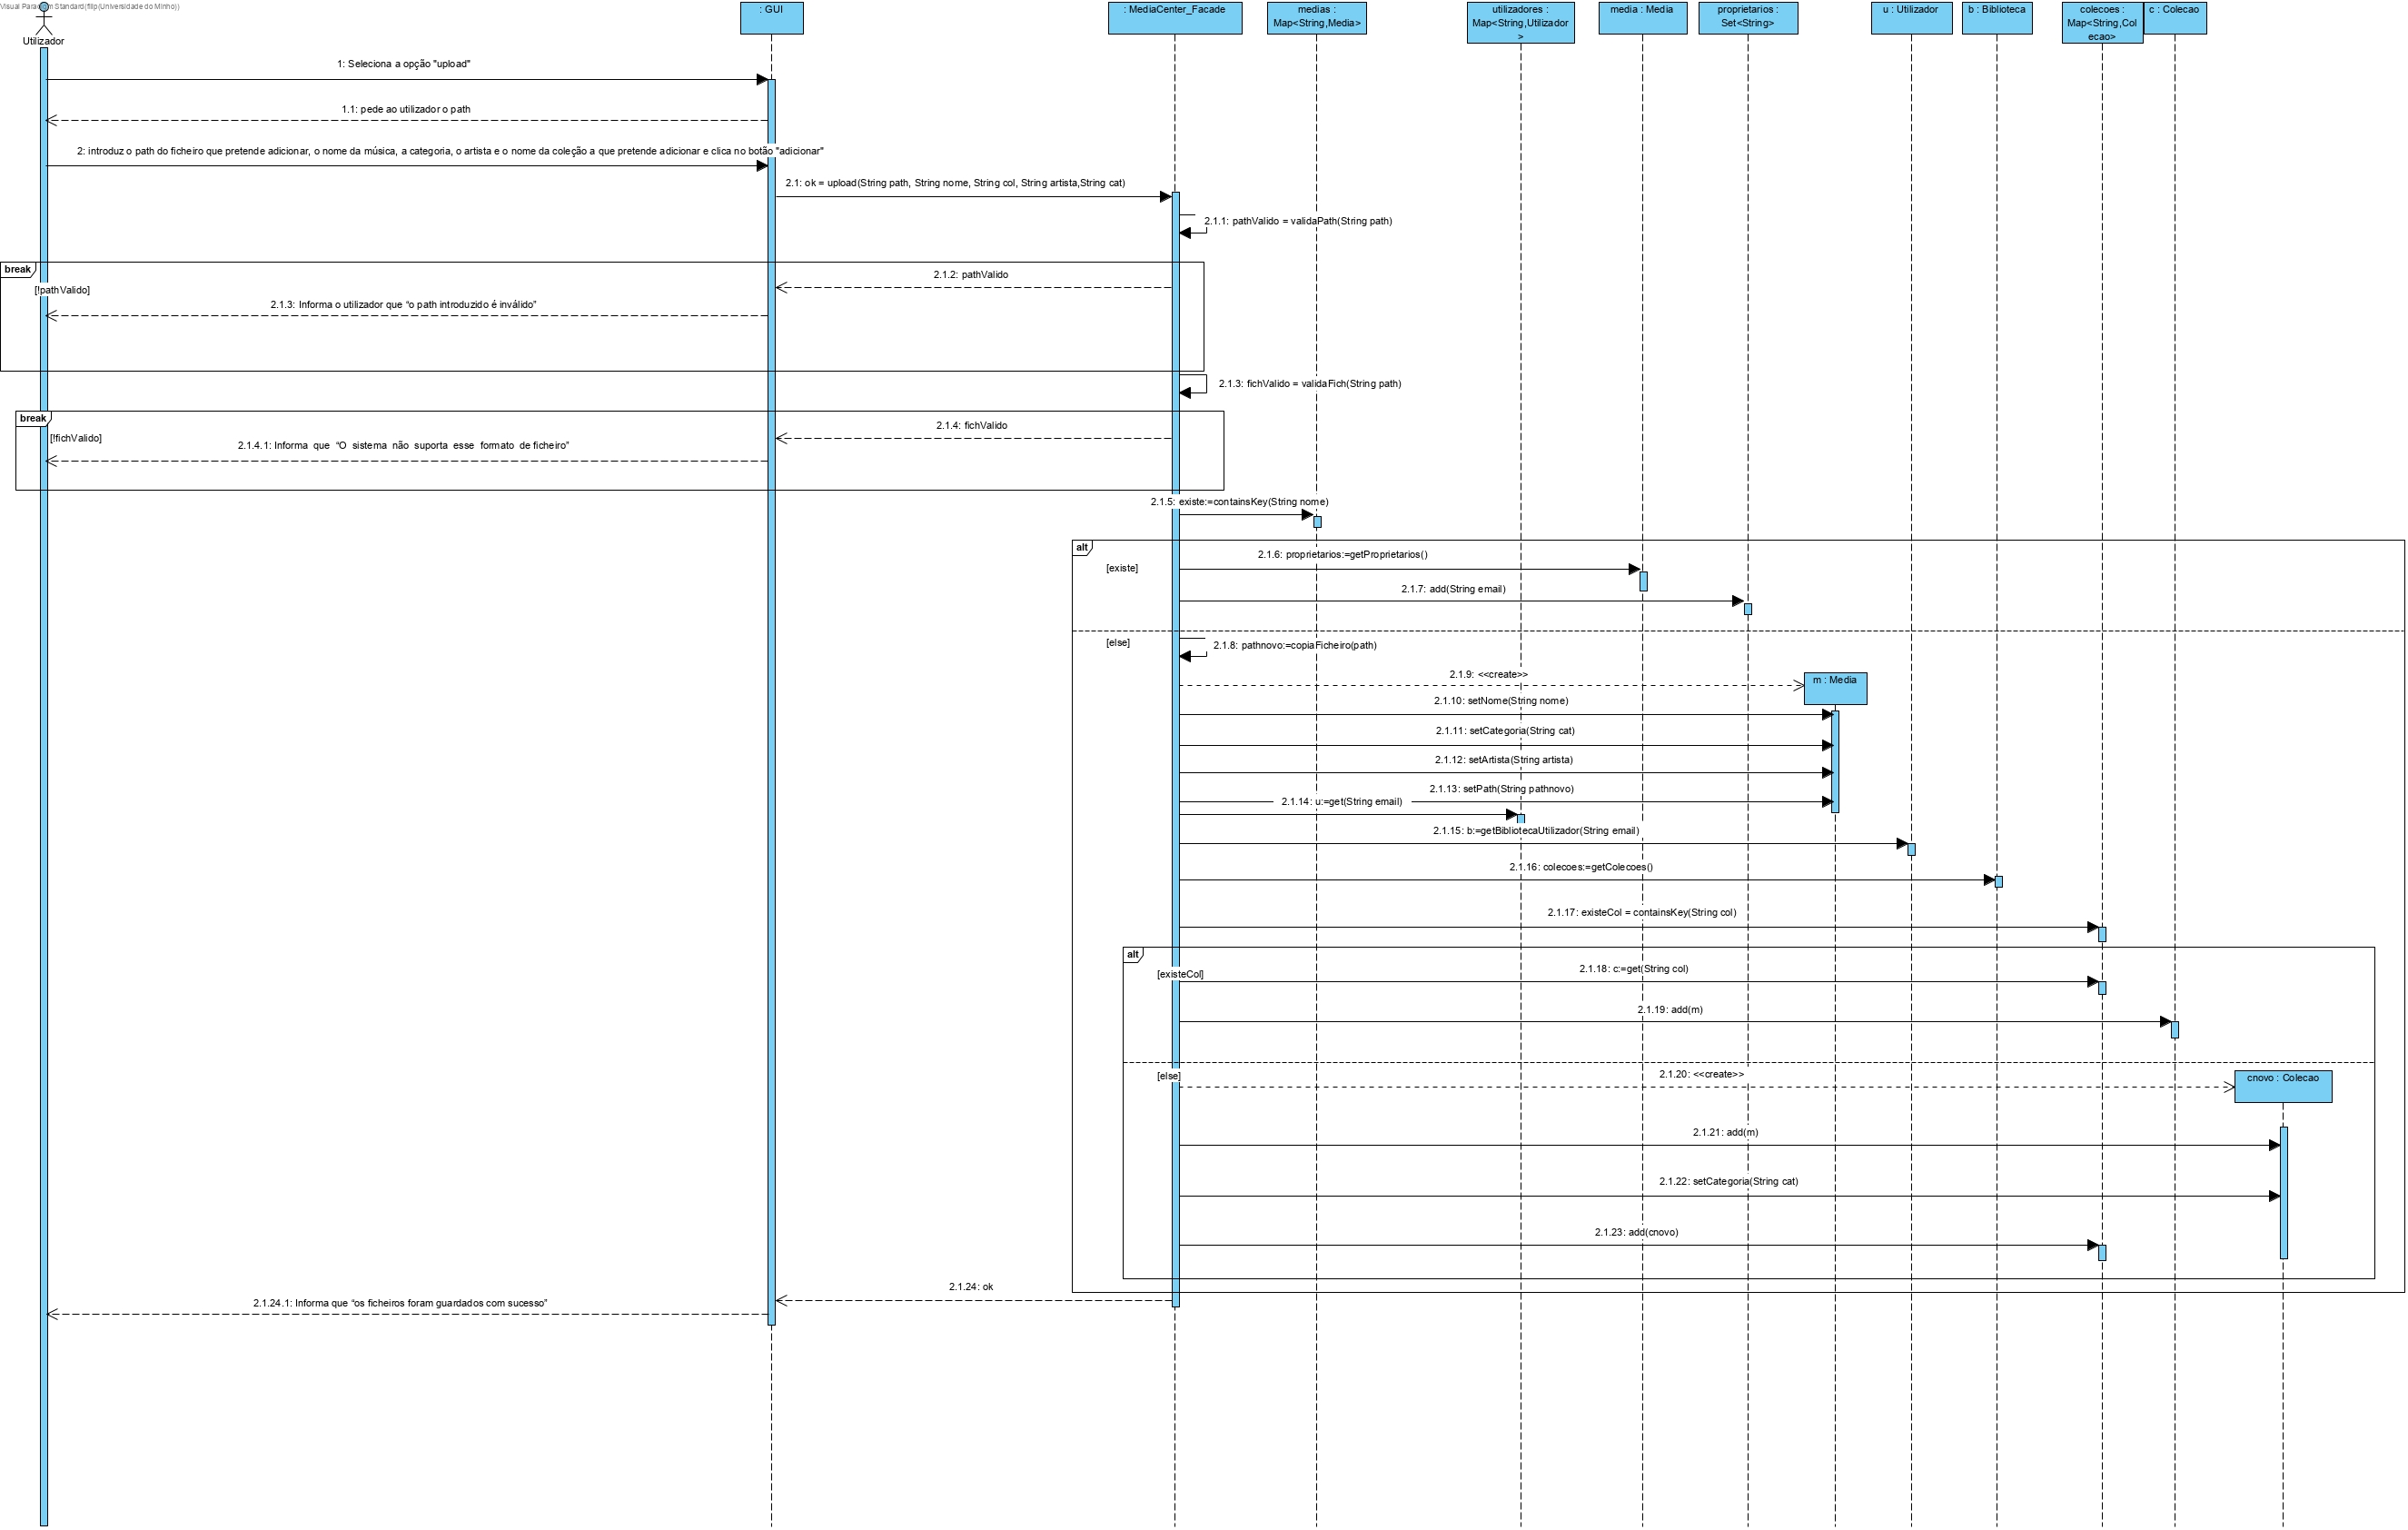 Visual Paradigm Standard(filip(Universidade do Minho))
Utilizador
: GUI
: MediaCenter_Facade
medias :
Map<String,Media>
utilizadores :
Map<String,Utilizador
>
media : Media
proprietarios :
Set<String>
u : Utilizador
b : Biblioteca
colecoes :
Map<String,Col
ecao>
c : Colecao
1: Seleciona a opção "upload"
1.1: pede ao utilizador o path
2: introduz o path do ficheiro que pretende adicionar, o nome da música, a categoria, o artista e o nome da coleção a que pretende adicionar e clica no botão "adicionar"
2.1: ok = upload(String path, String nome, String col, String artista,String cat)
2.1.1: pathValido = validaPath(String path)
break
[!pathValido]
2.1.2: pathValido
2.1.3: Informa o utilizador que “o path introduzido é inválido”
2.1.3: fichValido = validaFich(String path)
break
[!fichValido]
2.1.4: fichValido
2.1.4.1: Informa que “O sistema não suporta esse formato de ficheiro”
2.1.5: existe:=containsKey(String nome)
alt
[existe]
2.1.6: proprietarios:=getProprietarios()
2.1.7: add(String email)
[else]
2.1.8: pathnovo:=copiaFicheiro(path)
2.1.9: <<create>>
m : Media
2.1.10: setNome(String nome)
2.1.11: setCategoria(String cat)
2.1.12: setArtista(String artista)
2.1.13: setPath(String pathnovo)
2.1.14: u:=get(String email)
2.1.15: b:=getBibliotecaUtilizador(String email)
2.1.16: colecoes:=getColecoes()
2.1.17: existeCol = containsKey(String col)
alt
[existeCol]
2.1.18: c:=get(String col)
2.1.19: add(m)
[else]
2.1.20: <<create>>
cnovo : Colecao
2.1.21: add(m)
2.1.22: setCategoria(String cat)
2.1.23: add(cnovo)
2.1.24: ok
2.1.24.1: Informa que “os ficheiros foram guardados com sucesso”